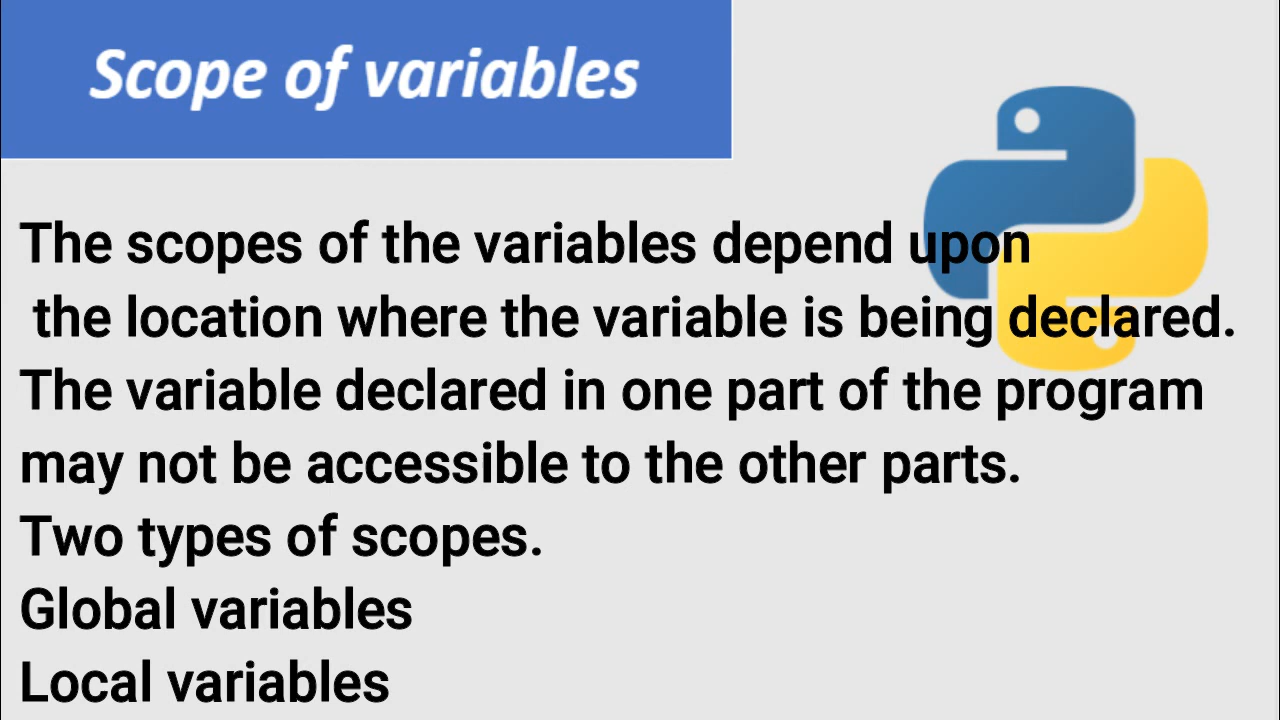 Scope of variables
The scopes of the variables depend upon
the location where the variable is being declared.
The variable declared in one part of the program
may not be accessible to the other parts.
Two types of scopes.
Global variables
Local variables